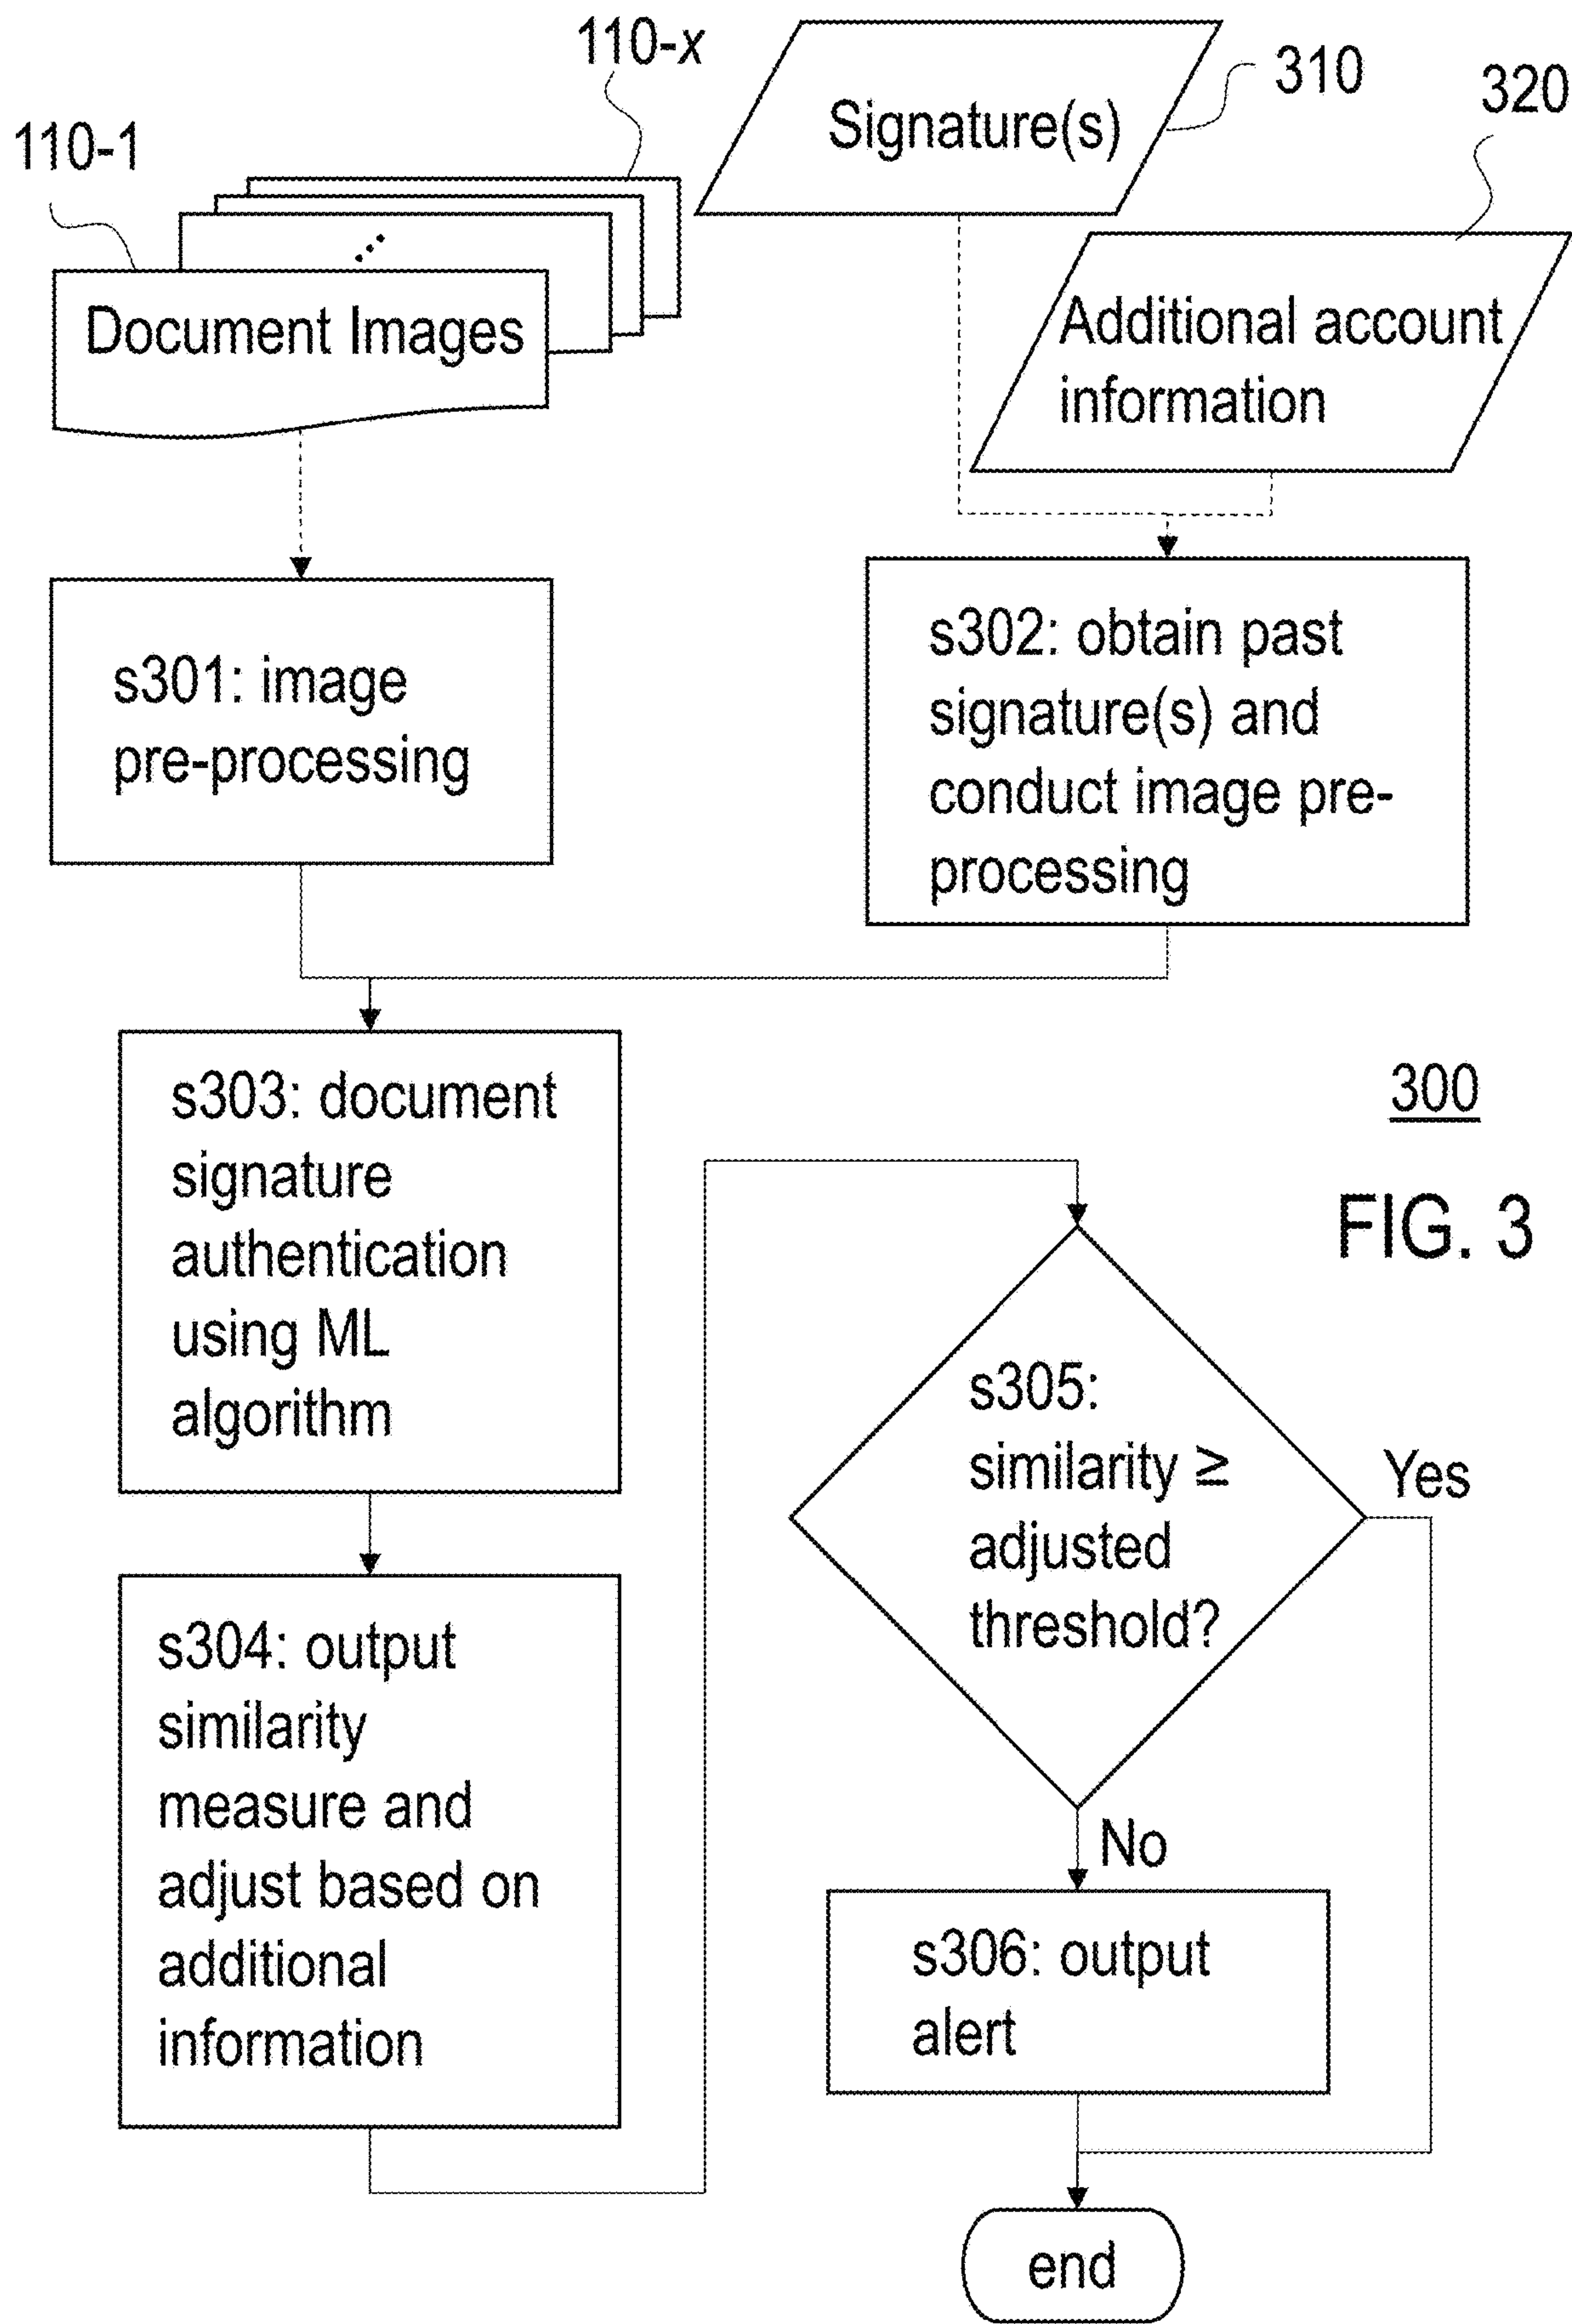 110-x
310
Signature(s)
320
110-1
Document Images
Additional account
information
s301: image
pre-processing
s302: obtain past
signature(s) and
conduct image pre-
processing
s303: document
signature
authentication
using ML
algorithm
300
FIG. 3
s304: output
similarity
measure and
adjust based on
additional
information
s305:
similarity ≥
adjusted
threshold?
Yes
No
s306: output
alert
end